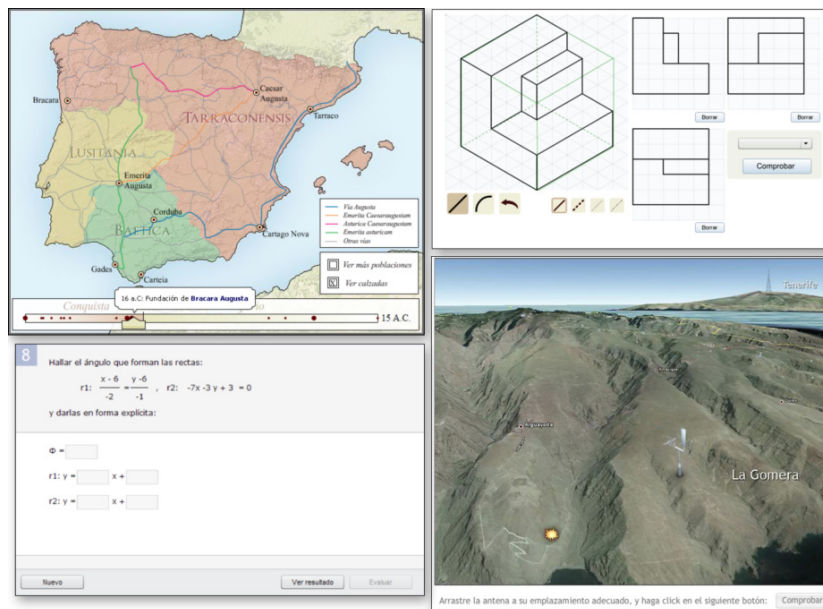 Bracara
Caesar
Augusta
Tarraco
TARRACONENSIS
LUSITANIA
Emerita
Augusta
Corduba
BAETICA
Cartago Nova
Gades
Carteia
Via Augusta
Emerita Caesaraugustam
Asturica Caesaraugustam
Emerita asturicam
Otras vías
Ver más poblaciones
X Ver calzadas
Conquista
16 a.C: Fundación de Bracara Augusta
15 A.C.
Borrar
Borrar
Borrar
Comprobar
8
Hallar el ángulo que forman las rectas:
r1: x - 6 / -2 = y -6 / -1 , r2: -7x -3 y + 3 = 0
y darlas en forma explícita:
Φ =
r1: y = x +
r2: y = x +
Nuevo
Ver resultado
Evaluar
Tenerife
La Gomera
Arrastre la antena a su emplazamiento adecuado, y haga click en el siguiente botón:
Comprobar